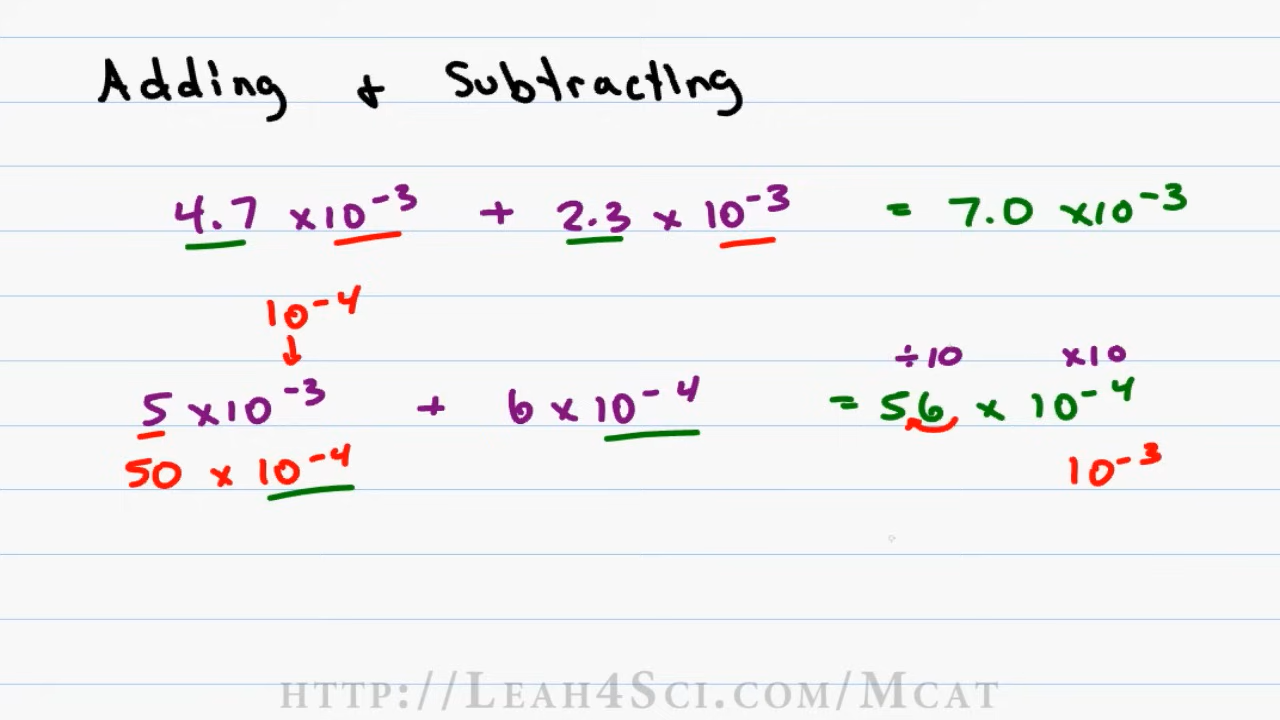 Adding & Subtracting
4.7 x10⁻³ + 2.3 x 10⁻³ = 7.0 x10⁻³
10⁻⁴
↓
÷10 x10
5 x10⁻³ + 6 x 10⁻⁴ = 56 x 10⁻⁴
50 x 10⁻⁴ 10⁻³
HTTP://LEAH4SCI.COM/MCAT